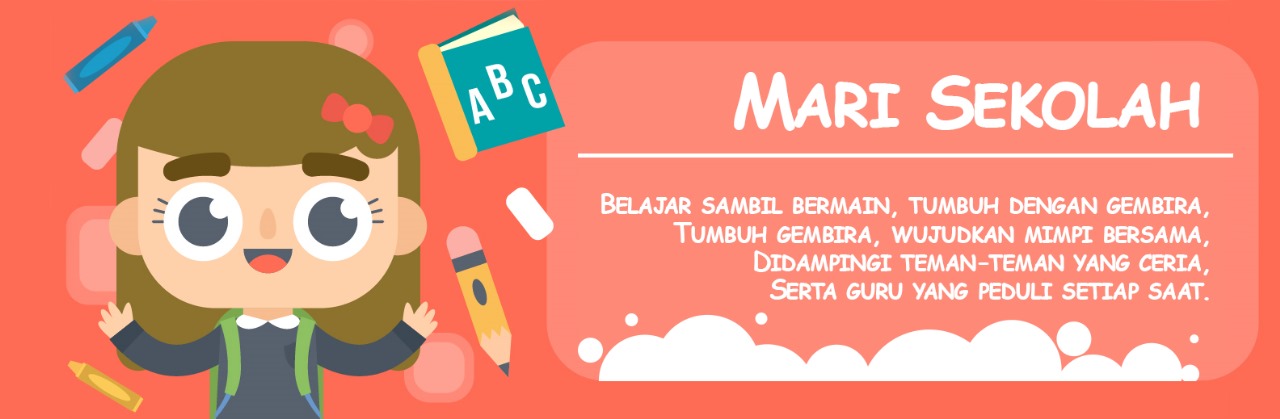 ABC
Mari Sekolah
Belajar sambil bermain, tumbuh dengan gembira,
Tumbuh gembira, wujudkan mimpi bersama,
Didampingi teman-teman yang ceria,
Serta guru yang peduli setiap saat.